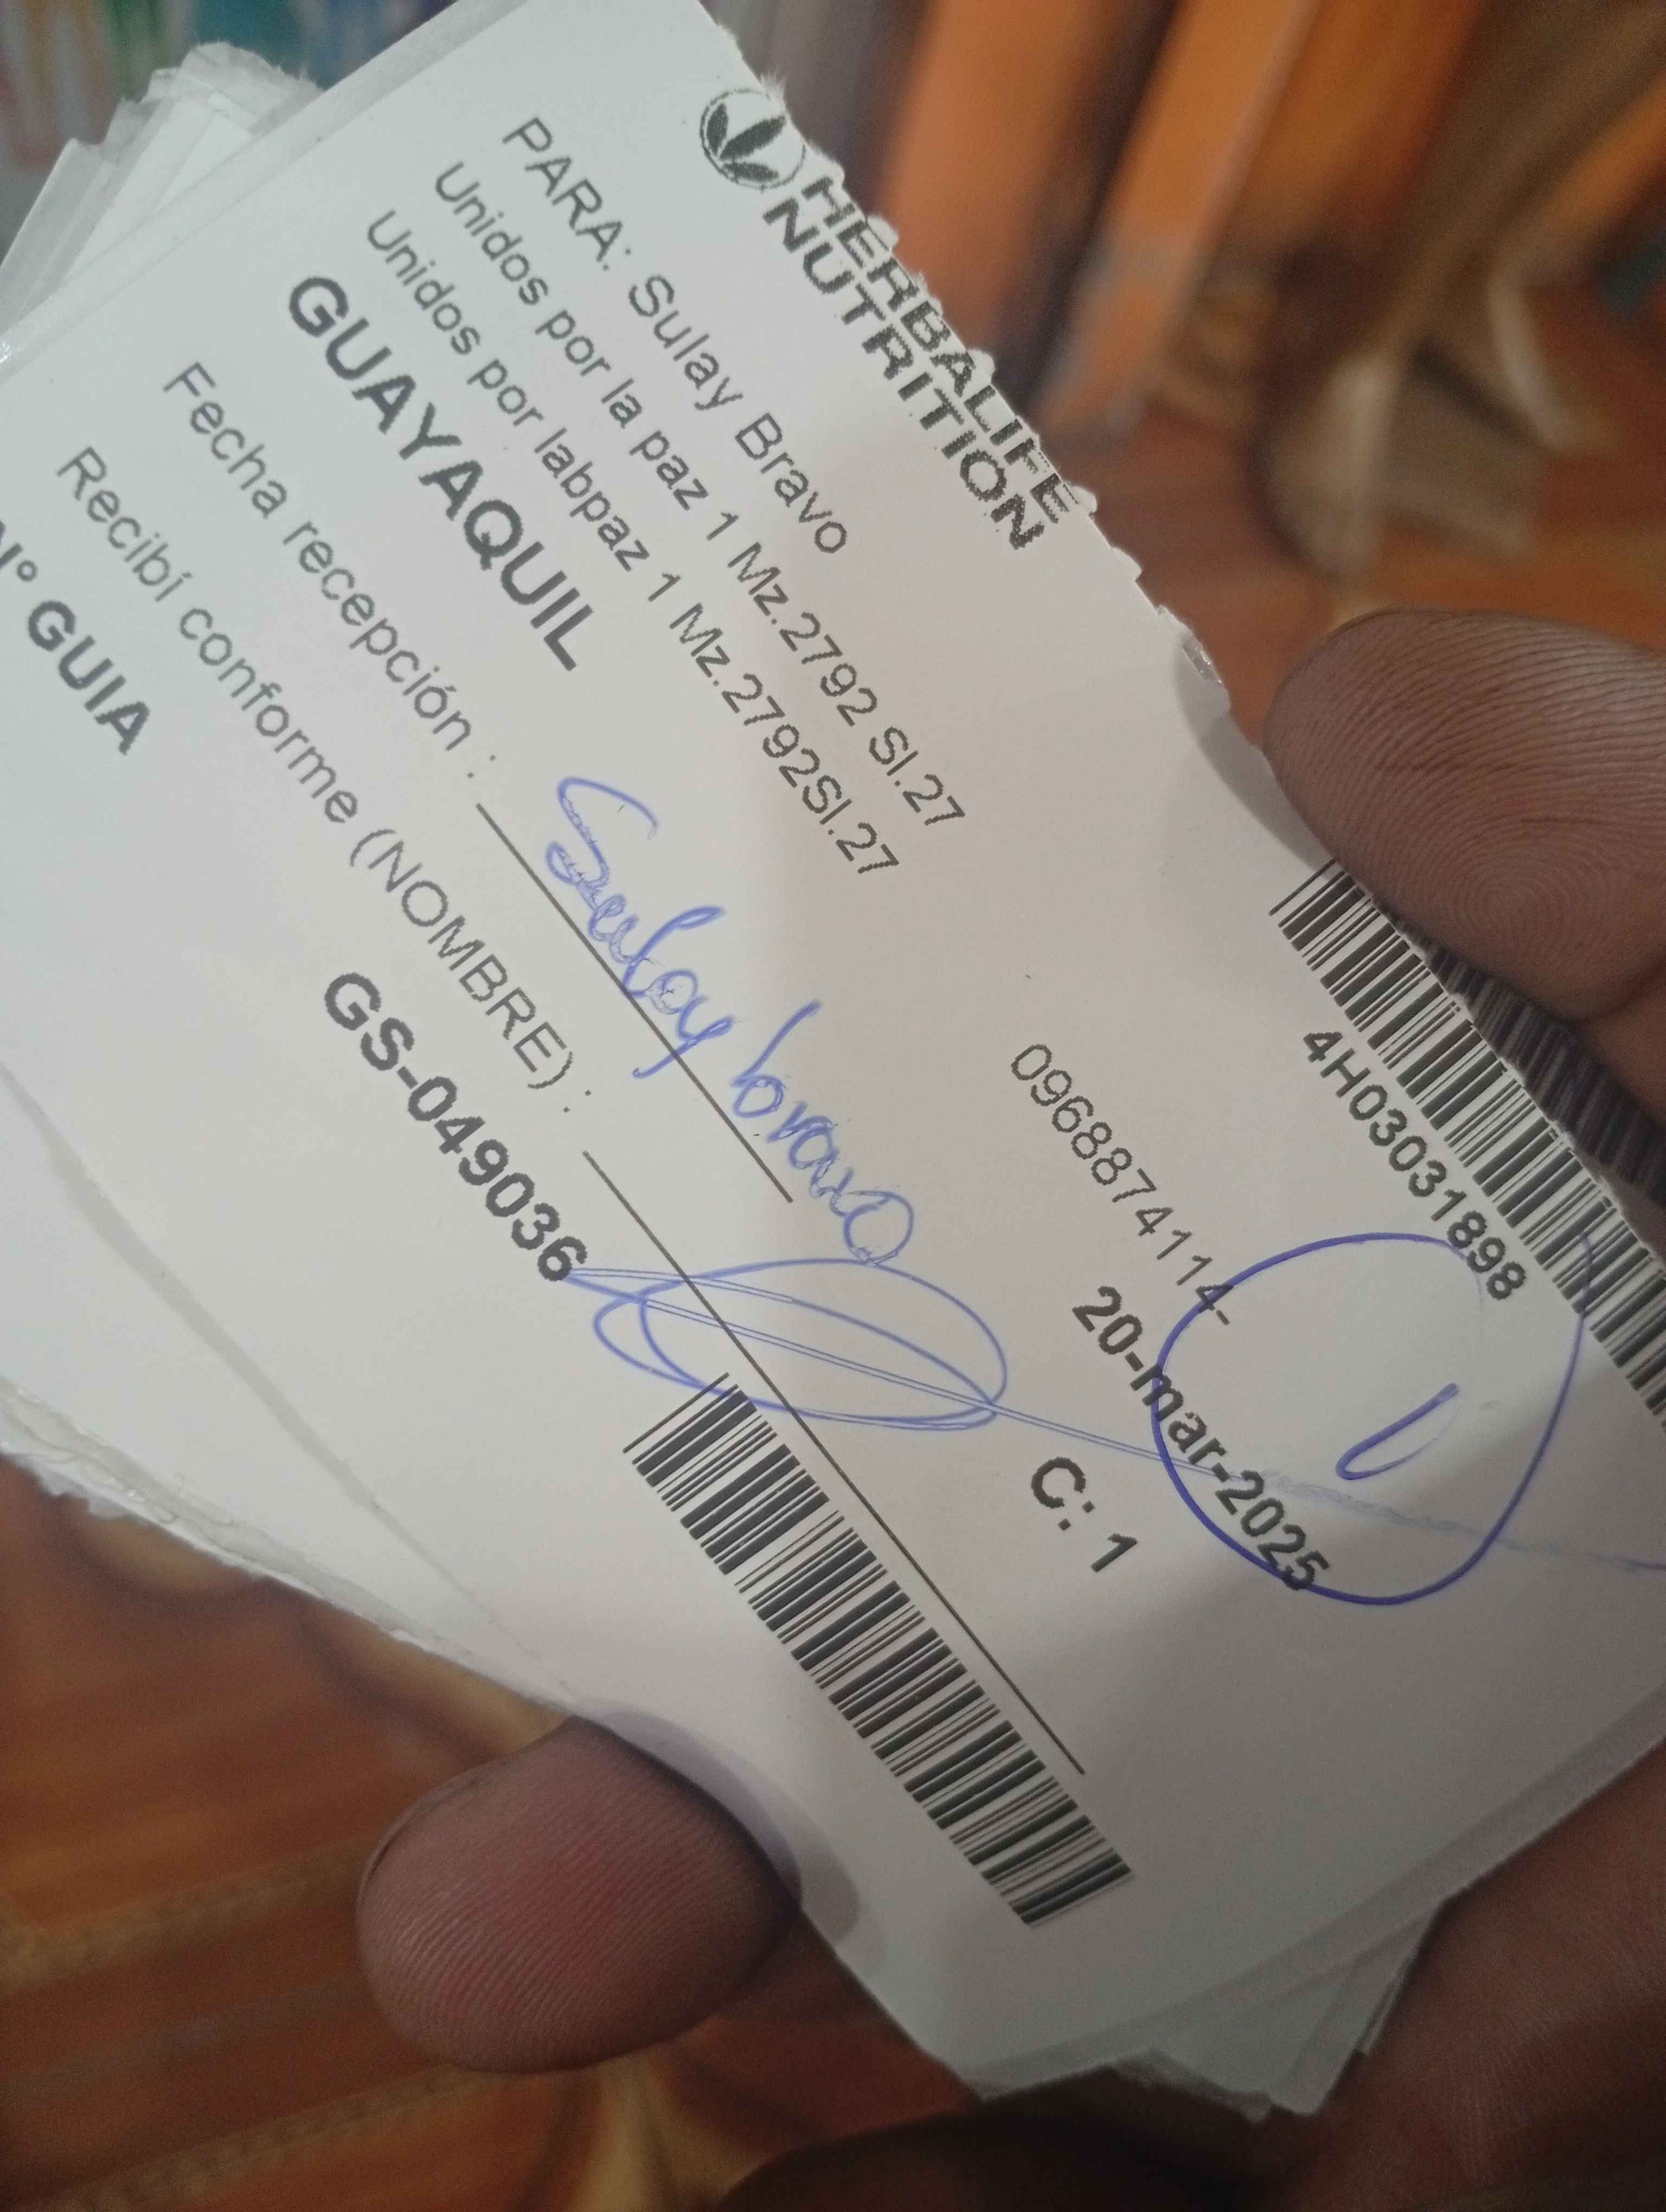 HERBALIFE
NUTRITION
4H03031898
PARA: Sulay Bravo
Unidos por la paz 1 Mz.2792 Sl.27
Unidos por labpaz 1 Mz.2792Sl.27
0968874114-
20-mar-2025
GUAYAQUIL
C: 1
Fecha recepción :
Sulay bravo
Recibí conforme (NOMBRE) :
N° GUIA
GS-049036